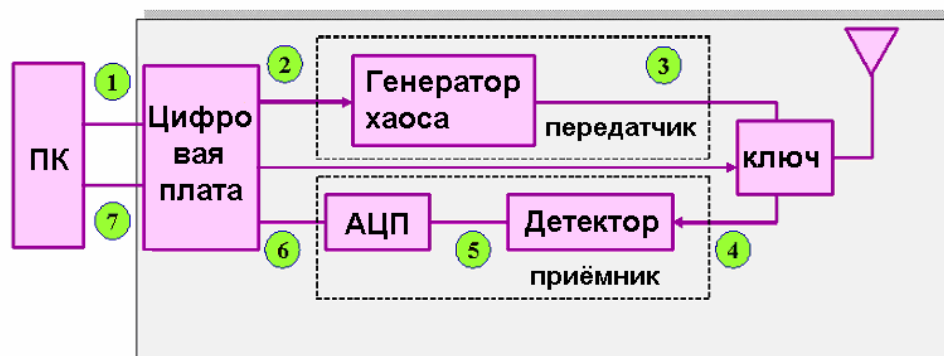 ПК
1
7
Цифро
вая
плата
2
Генератор
хаоса
3
передатчик
ключ
6
АЦП
5
Детектор
4
приёмник